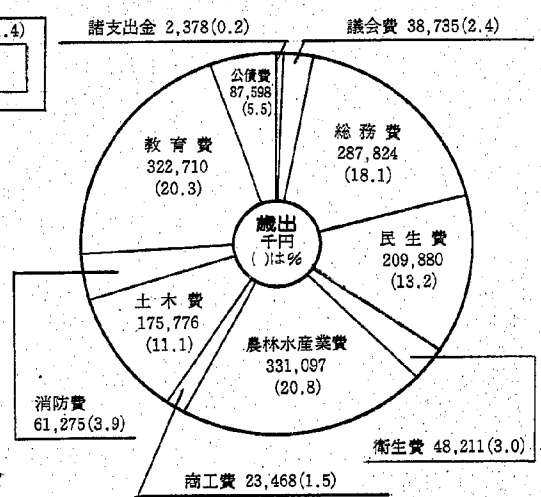 .4)
諸支出金 2,378(0.2)
議会費 38,735(2.4)
公債費
87,598
(5.5)
総務費
287,824
(18.1)
教育費
322,710
(20.3)
歳出
千円
( )は%
民生費
209,880
(13.2)
土木費
175,776
(11.1)
農林水産業費
331,097
(20.8)
消防費
61,275(3.9)
衛生費 48,211(3.0)
商工費 23,468(1.5)